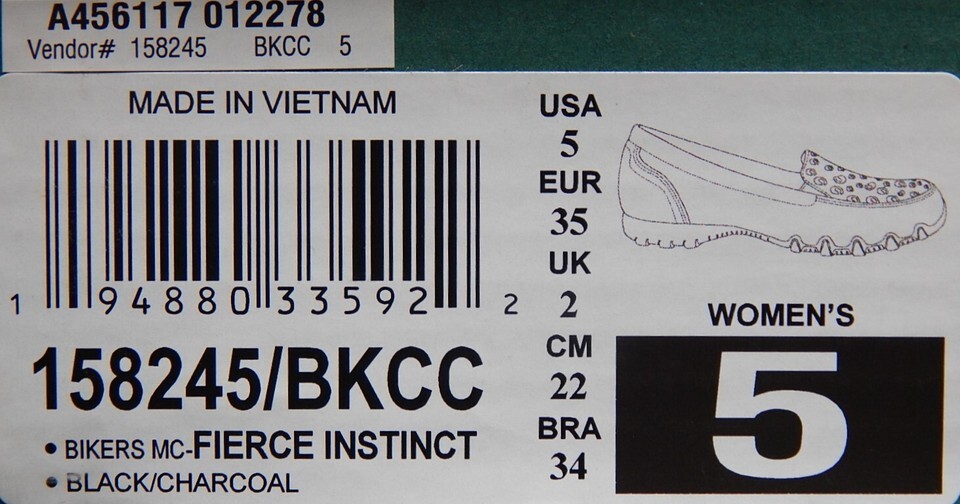 A456117 012278
Vendor# 158245 BKCC 5
MADE IN VIETNAM
1 94880 33592 2
158245/BKCC
• BIKERS MC-FIERCE INSTINCT
• BLACK/CHARCOAL
USA
5
EUR
35
UK
2
CM
22
BRA
34
WOMEN'S
5